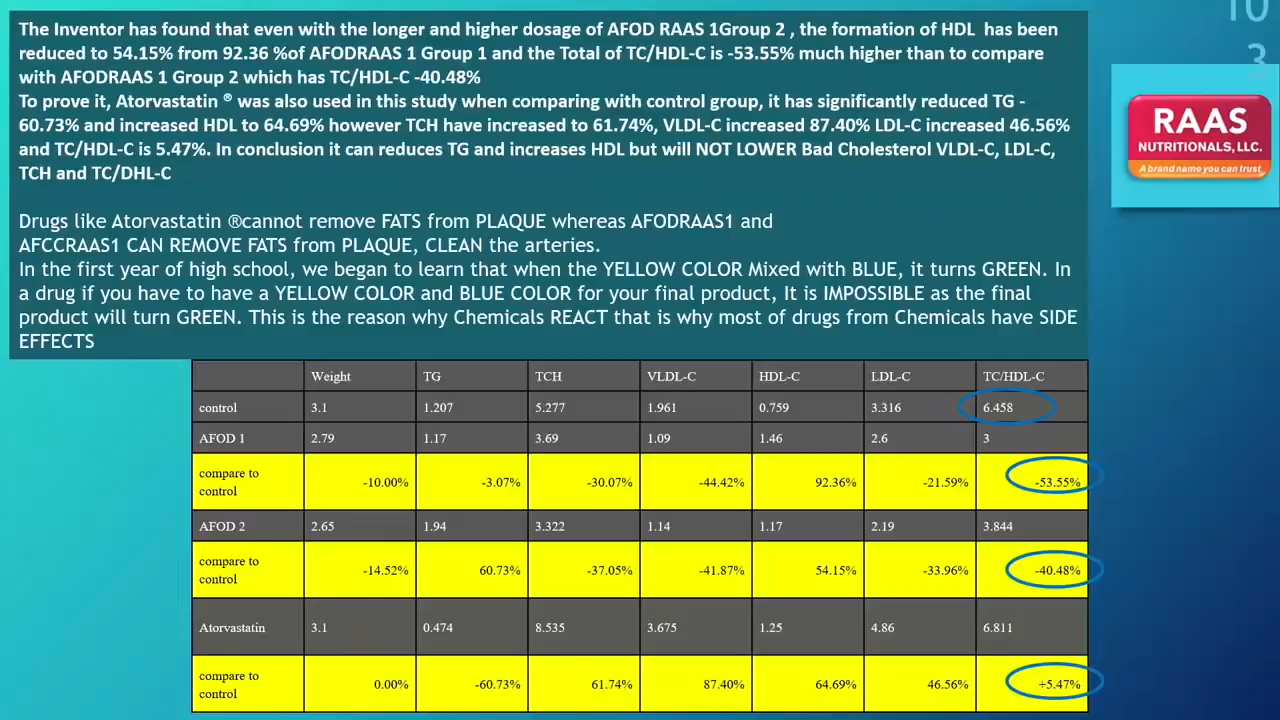 10
3
The Inventor has found that even with the longer and higher dosage of AFOD RAAS 1Group 2 , the formation of HDL has been
reduced to 54.15% from 92.36 %of AFODRAAS 1 Group 1 and the Total of TC/HDL-C is -53.55% much higher than to compare
with AFODRAAS 1 Group 2 which has TC/HDL-C -40.48%
To prove it, Atorvastatin ® was also used in this study when comparing with control group, it has significantly reduced TG -
60.73% and increased HDL to 64.69% however TCH have increased to 61.74%, VLDL-C increased 87.40% LDL-C increased 46.56%
and TC/HDL-C is 5.47%. In conclusion it can reduces TG and increases HDL but will NOT LOWER Bad Cholesterol VLDL-C, LDL-C,
TCH and TC/DHL-C
RAAS
NUTRITIONALS, LLC.
A brand name you can trust
Drugs like Atorvastatin ®cannot remove FATS from PLAQUE whereas AFODRAAS1 and
AFCCRAAS1 CAN REMOVE FATS from PLAQUE, CLEAN the arteries.
In the first year of high school, we began to learn that when the YELLOW COLOR Mixed with BLUE, it turns GREEN. In
a drug if you have to have a YELLOW COLOR and BLUE COLOR for your final product, It is IMPOSSIBLE as the final
product will turn GREEN. This is the reason why Chemicals REACT that is why most of drugs from Chemicals have SIDE
EFFECTS
Weight TG TCH VLDL-C HDL-C LDL-C TC/HDL-C
control 3.1 1.207 5.277 1.961 0.759 3.316 6.458
AFOD 1 2.79 1.17 3.69 1.09 1.46 2.6 3
compare to
control -10.00% -3.07% -30.07% -44.42% 92.36% -21.59% -53.55%
AFOD 2 2.65 1.94 3.322 1.14 1.17 2.19 3.844
compare to
control -14.52% 60.73% -37.05% -41.87% 54.15% -33.96% -40.48%
Atorvastatin 3.1 0.474 8.535 3.675 1.25 4.86 6.811
compare to
control 0.00% -60.73% 61.74% 87.40% 64.69% 46.56% +5.47%